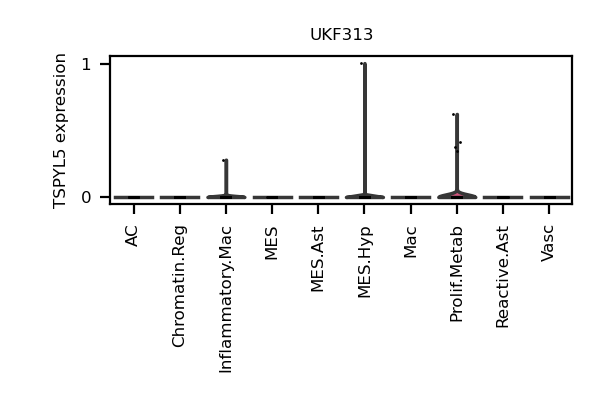 UKF313
TSPYL5 expression
1
0
AC
Chromatin.Reg
Inflammatory.Mac
MES
MES.Ast
MES.Hyp
Mac
Prolif.Metab
Reactive.Ast
Vasc